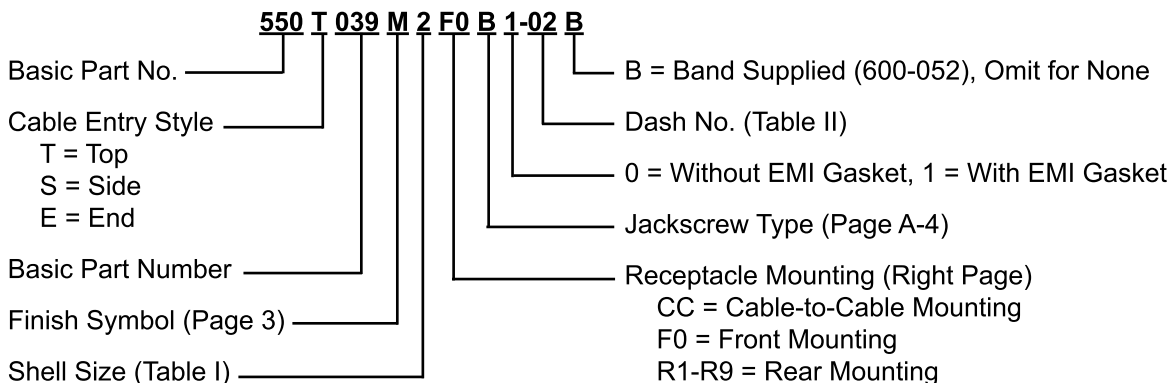 550 T 039 M 2 F0 B 1-02 B
Basic Part No.
Cable Entry Style
T = Top
S = Side
E = End
Basic Part Number
Finish Symbol (Page 3)
Shell Size (Table I)
B = Band Supplied (600-052), Omit for None
Dash No. (Table II)
0 = Without EMI Gasket, 1 = With EMI Gasket
Jackscrew Type (Page A-4)
Receptacle Mounting (Right Page)
CC = Cable-to-Cable Mounting
F0 = Front Mounting
R1-R9 = Rear Mounting